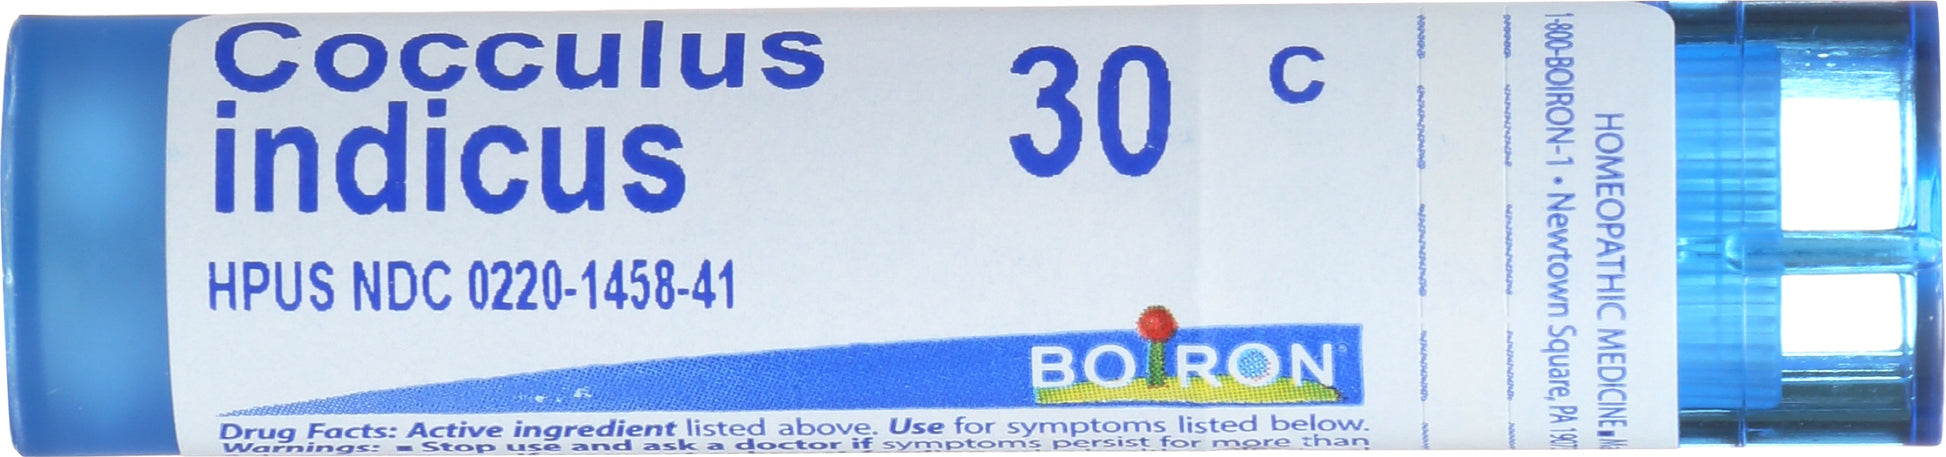 Cocculus
indicus
30 C
HPUS NDC 0220-1458-41
BOIRON
Drug Facts: Active ingredient listed above. Use for symptoms listed below.
Warnings: ■ Stop use and ask a doctor if symptoms persist for more than
HOMEOPATHIC MEDICINE ■
1-800-BOIRON-1 • Newtown Square, PA